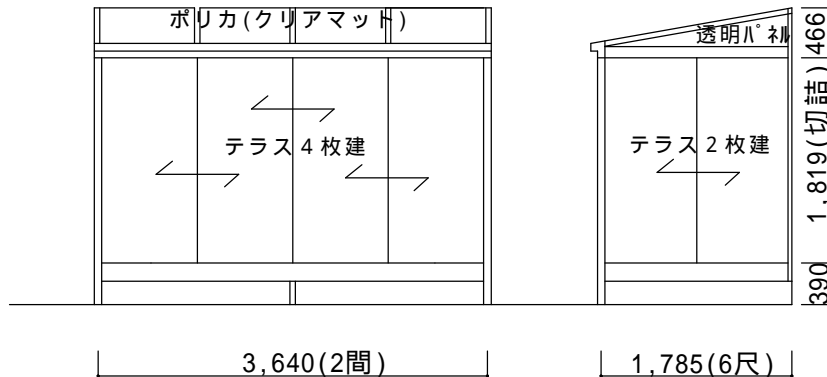 ポリカ(クリアマット)
透明パネル
テラス4枚建
テラス2枚建
466
1,819(切詰)
390
3,640(2間)
1,785(6尺)